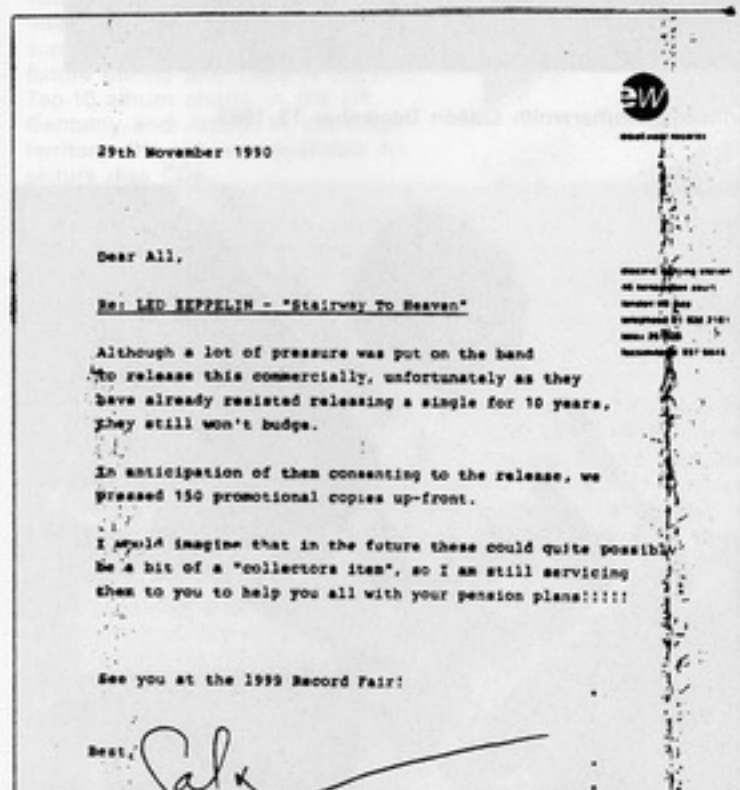 ew
29th November 1990
Dear All,
Re: LED ZEPPELIN - "Stairway To Heaven"
Although a lot of pressure was put on the band
to release this commercially, unfortunately as they
have already resisted releasing a single for 10 years,
they still won't budge.
In anticipation of them consenting to the release, we
pressed 150 promotional copies up-front.
I would imagine that in the future these could quite possibly
be a bit of a "collectors item", so I am still servicing
them to you to help you all with your pension plans!!!!!
See you at the 1999 Record Fair!
Best,